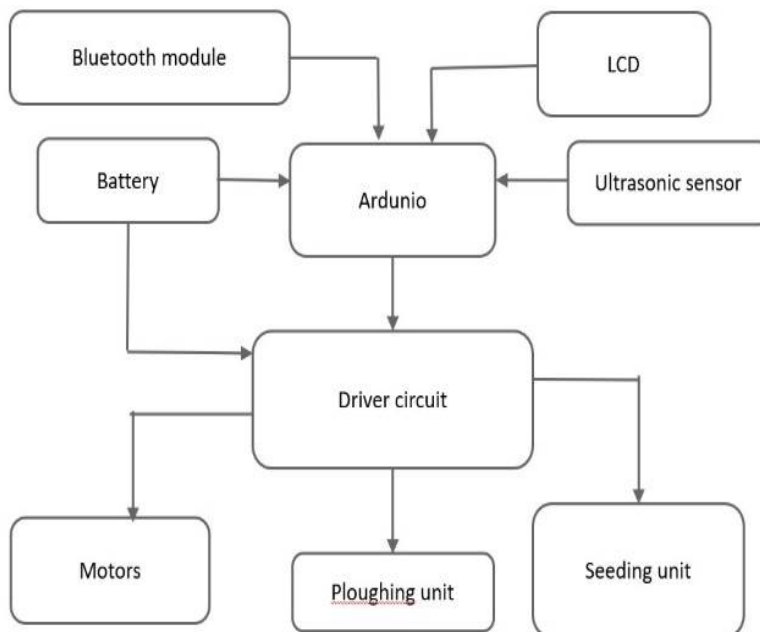 Bluetooth module
LCD
Battery
Ardunio
Ultrasonic sensor
Driver circuit
Motors
Ploughing unit
Seeding unit